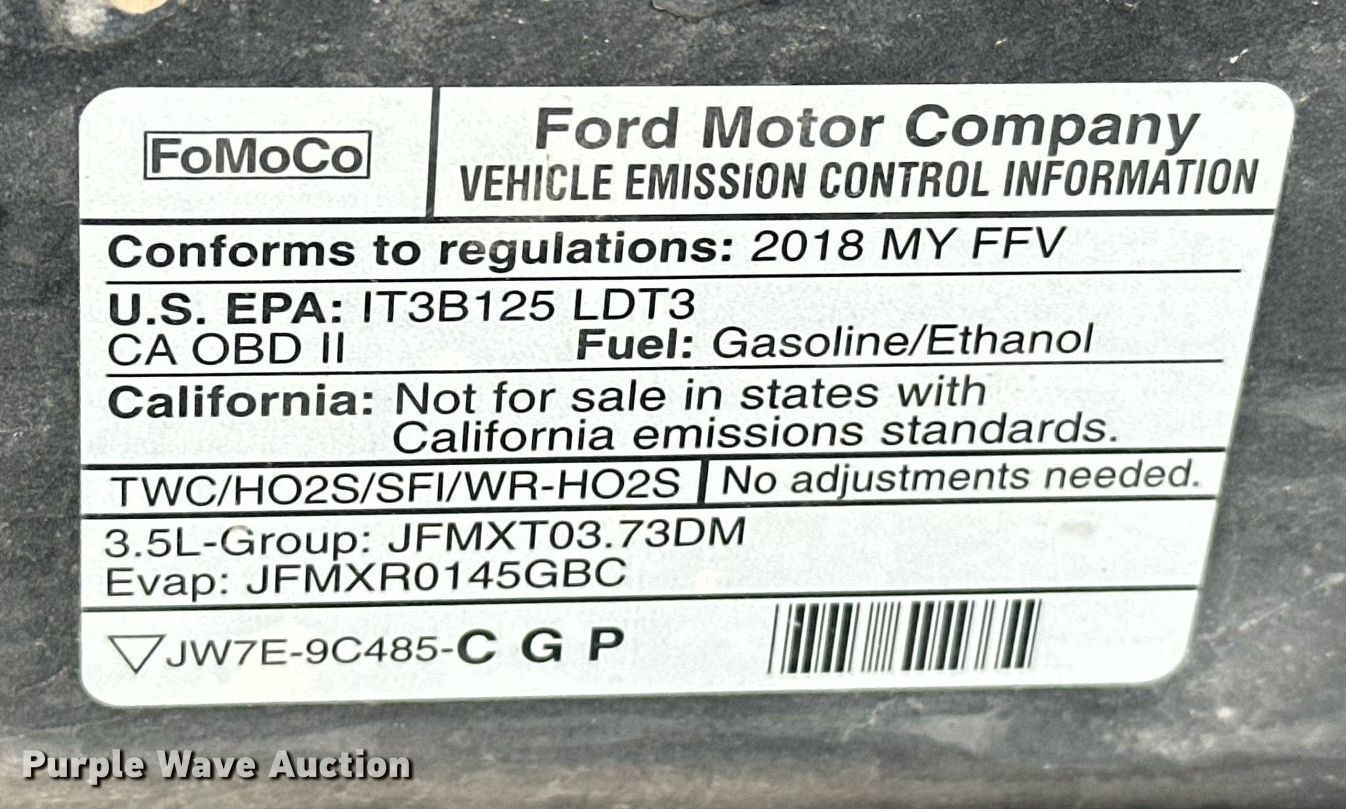 FoMoCo
Ford Motor Company
VEHICLE EMISSION CONTROL INFORMATION
Conforms to regulations: 2018 MY FFV
U.S. EPA: IT3B125 LDT3
CA OBD II Fuel: Gasoline/Ethanol
California: Not for sale in states with
California emissions standards.
TWC/HO2S/SFI/WR-HO2S No adjustments needed.
3.5L-Group: JFMXT03.73DM
Evap: JFMXR0145GBC
JW7E-9C485-C G P
Purple Wave Auction